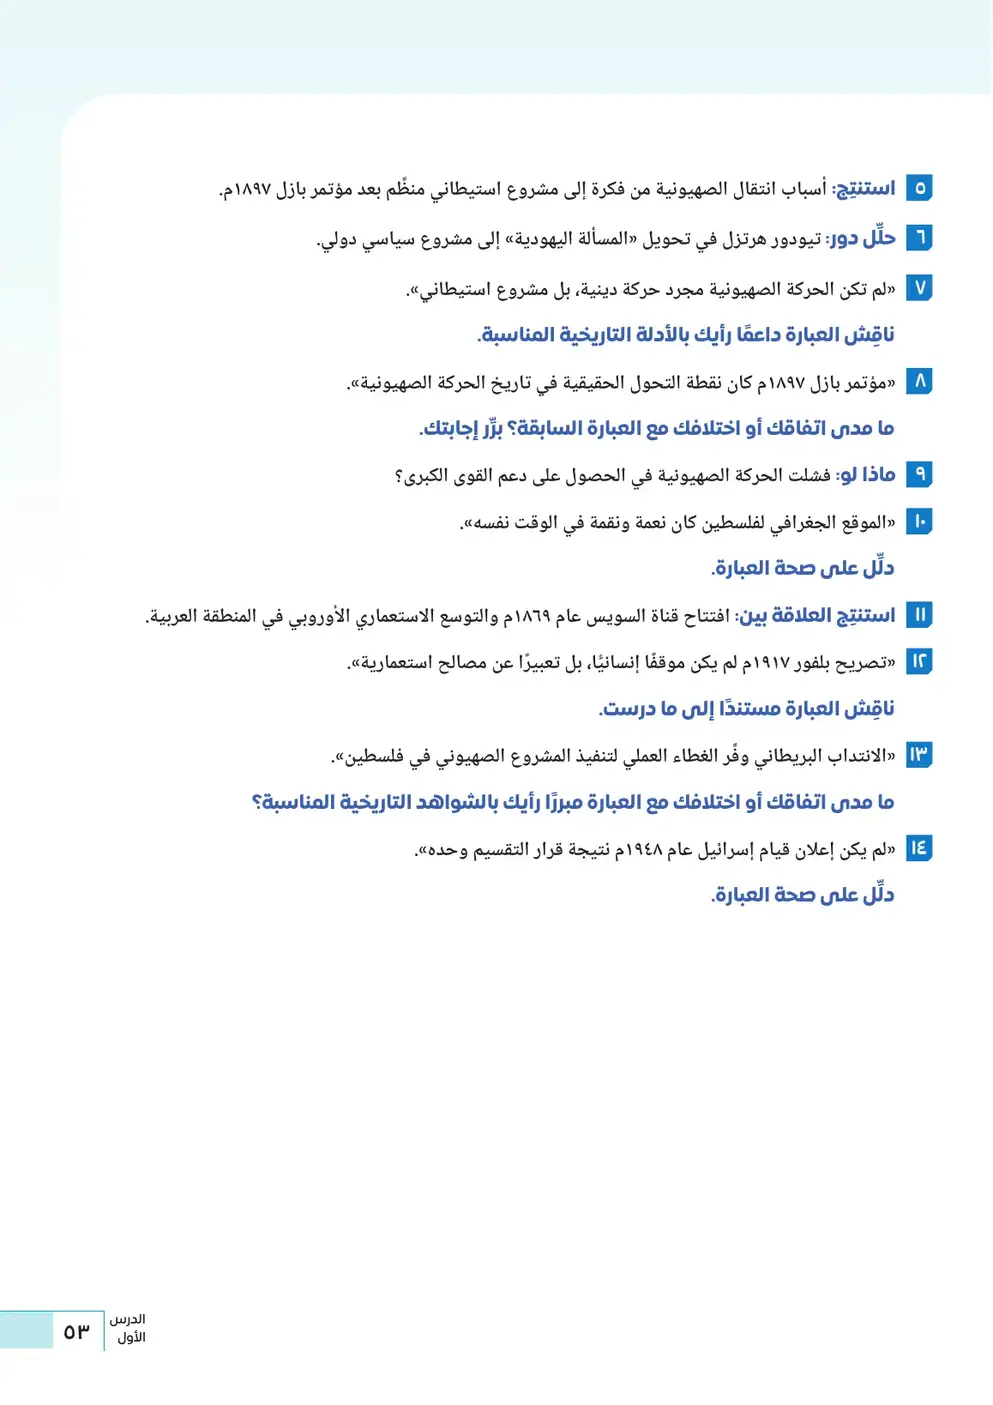 ٥ استنتِج: أسباب انتقال الصهيونية من فكرة إلى مشروع استيطاني منظَّم بعد مؤتمر بازل ١٨٩٧م.
٦ حلِّل دور: تيودور هرتزل في تحويل «المسألة اليهودية» إلى مشروع سياسي دولي.
٧ «لم تكن الحركة الصهيونية مجرد حركة دينية، بل مشروع استيطاني».
ناقِش العبارة داعمًا رأيك بالأدلة التاريخية المناسبة.
٨ «مؤتمر بازل ١٨٩٧م كان نقطة التحول الحقيقية في تاريخ الحركة الصهيونية».
ما مدى اتفاقك أو اختلافك مع العبارة السابقة؟ برِّر إجابتك.
٩ ماذا لو: فشلت الحركة الصهيونية في الحصول على دعم القوى الكبرى؟
١٠ «الموقع الجغرافي لفلسطين كان نعمة ونقمة في الوقت نفسه».
دلِّل على صحة العبارة.
١١ استنتِج العلاقة بين: افتتاح قناة السويس عام ١٨٦٩م والتوسع الاستعماري الأوروبي في المنطقة العربية.
١٢ «تصريح بلفور ١٩١٧م لم يكن موقفًا إنسانيًّا، بل تعبيرًا عن مصالح استعمارية».
ناقِش العبارة مستندًا إلى ما درست.
١٣ «الانتداب البريطاني وفَّر الغطاء العملي لتنفيذ المشروع الصهيوني في فلسطين».
ما مدى اتفاقك أو اختلافك مع العبارة مبررًا رأيك بالشواهد التاريخية المناسبة؟
١٤ «لم يكن إعلان قيام إسرائيل عام ١٩٤٨م نتيجة قرار التقسيم وحده».
دلِّل على صحة العبارة.
الدرس
الأول
٥٣